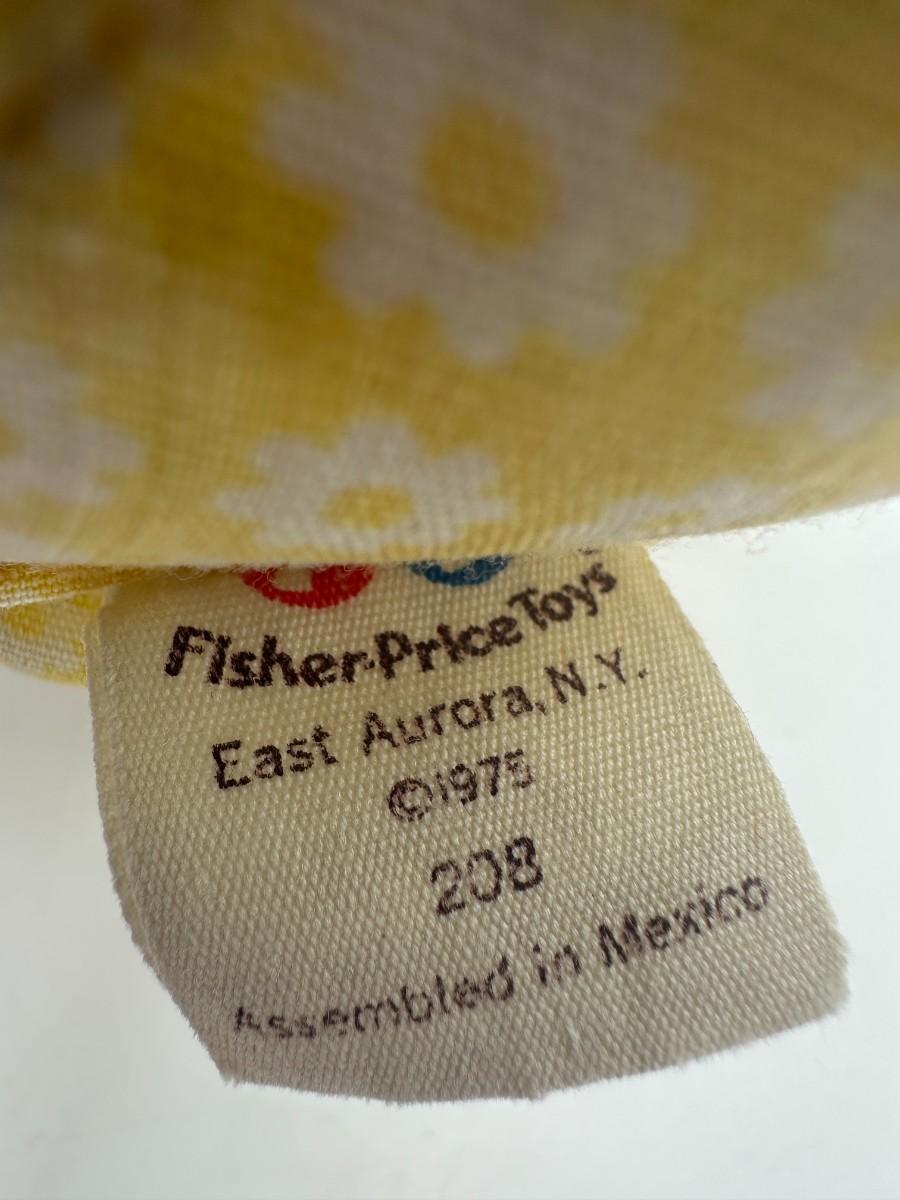 Fisher-Price Toys
East Aurora, N.Y.
©1975
208
Assembled in Mexico